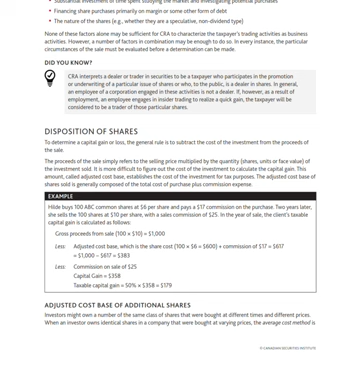 • Substantial investment of time spent studying the market and investigating potential purchases
• Financing share purchases primarily on margin or some other form of debt
• The nature of the shares (e.g., whether they are a speculative, non-dividend type)
None of these factors alone may be sufficient for CRA to characterize the taxpayer's trading activities as business
activities. However, a number of factors in combination may be enough to do so. In every instance, the particular
circumstances of the sale must be evaluated before a determination can be made.
DID YOU KNOW?
CRA interprets a dealer or trader in securities to be a taxpayer who participates in the promotion
or underwriting of a particular issue of shares or who, to the public, is a dealer in shares. In general,
an employee of a corporation engaged in these activities is not a dealer. If, however, as a result of
employment, an employee engages in insider trading to realize a quick gain, the taxpayer will be
considered to be a trader of those particular shares.
DISPOSITION OF SHARES
To determine a capital gain or loss, the general rule is to subtract the cost of the investment from the proceeds of
the sale.
The proceeds of the sale simply refers to the selling price multiplied by the quantity (shares, units or face value) of
the investment sold. It is more difficult to figure out the cost of the investment to calculate the capital gain. This
amount, called adjusted cost base, establishes the cost of the investment for tax purposes. The adjusted cost base of
shares sold is generally composed of the total cost of purchase plus commission expense.
EXAMPLE
Hilde buys 100 ABC common shares at $6 per share and pays a $17 commission on the purchase. Two years later,
she sells the 100 shares at $10 per share, with a sales commission of $25. In the year of sale, the client's taxable
capital gain is calculated as follows:
Gross proceeds from sale (100 × $10) = $1,000
Less: Adjusted cost base, which is the share cost (100 × $6 = $600) + commission of $17 = $617
= $1,000 − $617 = $383
Less: Commission on sale of $25
Capital Gain = $358
Taxable capital gain = 50% × $358 = $179
ADJUSTED COST BASE OF ADDITIONAL SHARES
Investors might own a number of the same class of shares that were bought at different times and different prices.
When an investor owns identical shares in a company that were bought at varying prices, the average cost method is
© CANADIAN SECURITIES INSTITUTE